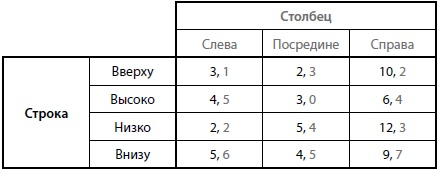 Столбец
Слева Посредине Справа
Строка
Вверху 3, 1 2, 3 10, 2
Высоко 4, 5 3, 0 6, 4
Низко 2, 2 5, 4 12, 3
Внизу 5, 6 4, 5 9, 7